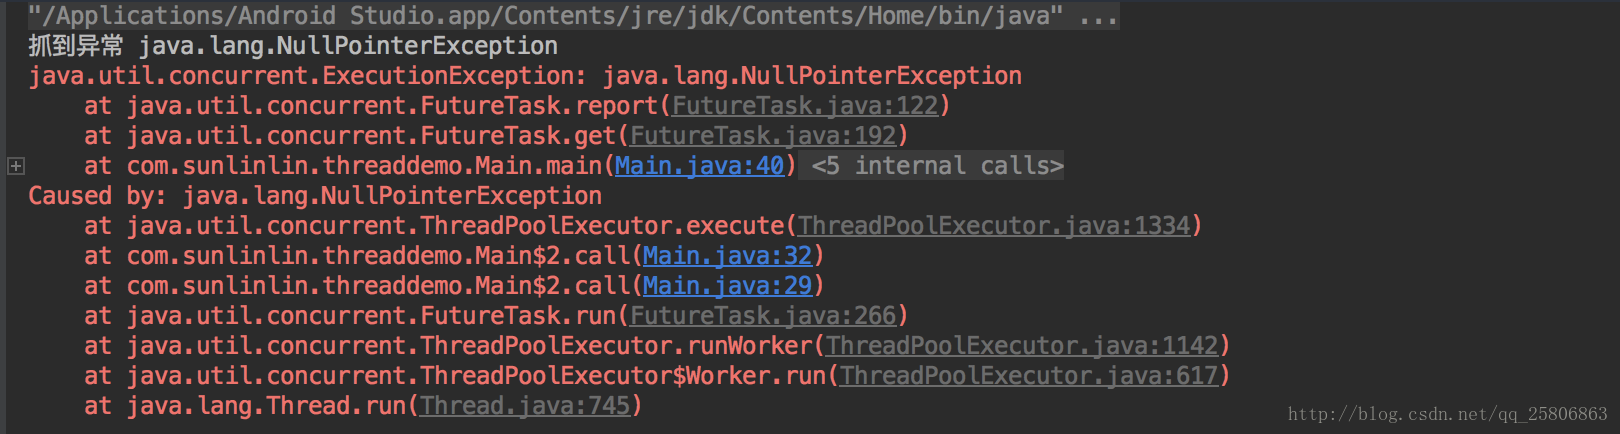 "/Applications/Android Studio.app/Contents/jre/jdk/Contents/Home/bin/java" ...
抓到异常 java.lang.NullPointerException
java.util.concurrent.ExecutionException: java.lang.NullPointerException
    at java.util.concurrent.FutureTask.report(FutureTask.java:122)
    at java.util.concurrent.FutureTask.get(FutureTask.java:192)
    at com.sunlinlin.threaddemo.Main.main(Main.java:40) <5 internal calls>
Caused by: java.lang.NullPointerException
    at java.util.concurrent.ThreadPoolExecutor.execute(ThreadPoolExecutor.java:1334)
    at com.sunlinlin.threaddemo.Main$2.call(Main.java:32)
    at com.sunlinlin.threaddemo.Main$2.call(Main.java:29)
    at java.util.concurrent.FutureTask.run(FutureTask.java:266)
    at java.util.concurrent.ThreadPoolExecutor.runWorker(ThreadPoolExecutor.java:1142)
    at java.util.concurrent.ThreadPoolExecutor$Worker.run(ThreadPoolExecutor.java:617)
    at java.lang.Thread.run(Thread.java:745)
http://blog.csdn.net/qq_25806863